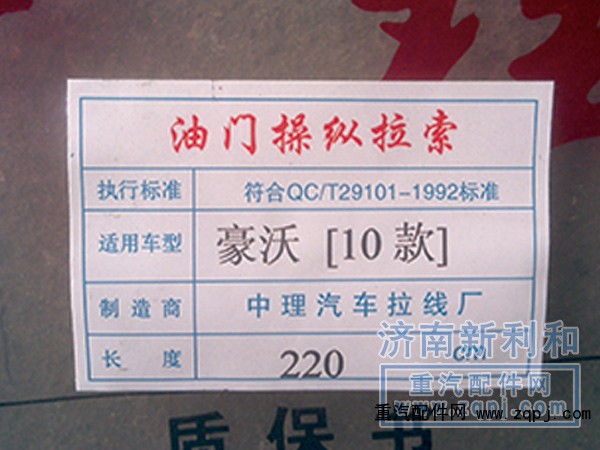 油门操纵拉索
执行标准 符合QC/T29101-1992标准
适用车型 豪沃 [10款]
制造商 中理汽车拉线厂
长度 220 cm
济南新利和
重汽配件网
www.zqpj.com
重汽配件网 www.zqpj.com
质保书